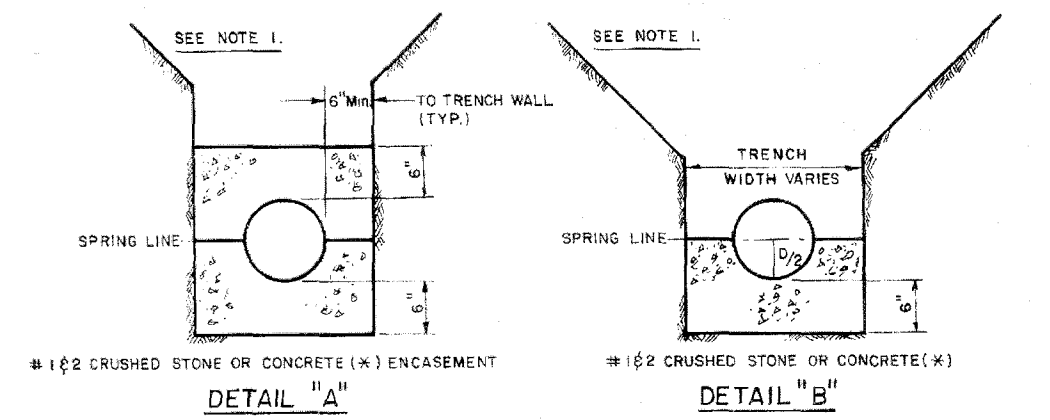 SEE NOTE 1.
6" Min.
TO TRENCH WALL
(TYP.)
6"
SPRING LINE
6"
# 1&2 CRUSHED STONE OR CONCRETE (*) ENCASEMENT
DETAIL "A"
SEE NOTE 1.
TRENCH
WIDTH VARIES
SPRING LINE
D/2
6"
# 1&2 CRUSHED STONE OR CONCRETE (*)
DETAIL "B"